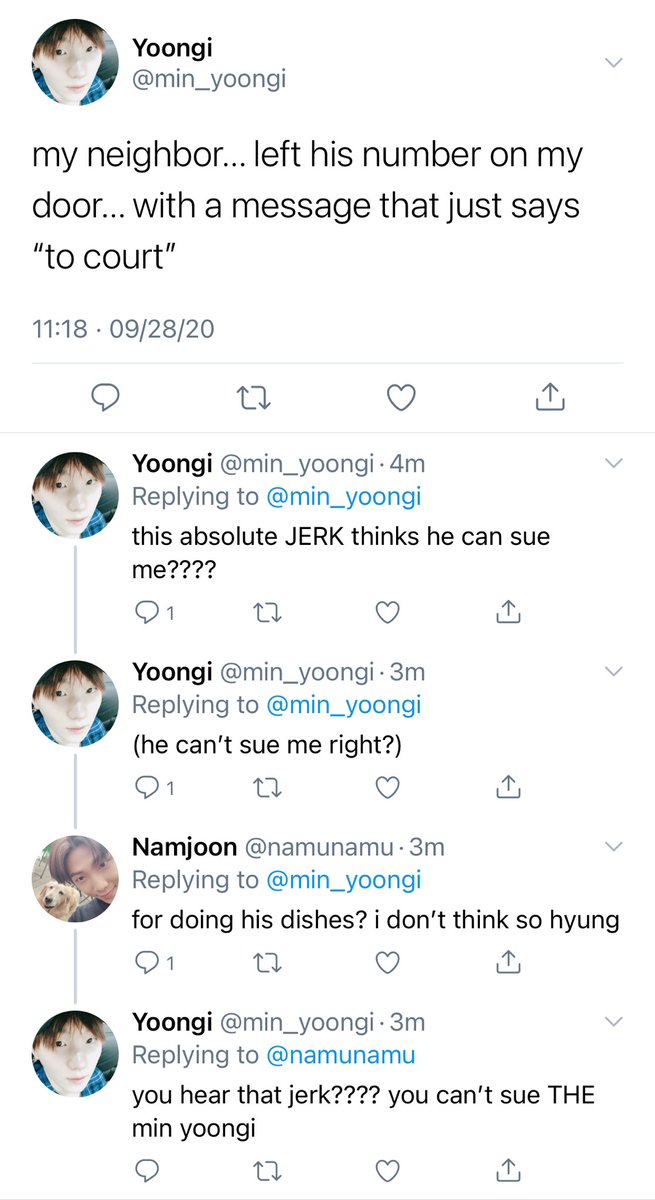 Yoongi
@min_yoongi
my neighbor... left his number on my
door... with a message that just says
“to court”
11:18 · 09/28/20
Yoongi @min_yoongi · 4m
Replying to @min_yoongi
this absolute JERK thinks he can sue
me????
1
Yoongi @min_yoongi · 3m
Replying to @min_yoongi
(he can’t sue me right?)
1
Namjoon @namunamu · 3m
Replying to @min_yoongi
for doing his dishes? i don’t think so hyung
1
Yoongi @min_yoongi · 3m
Replying to @namunamu
you hear that jerk???? you can’t sue THE
min yoongi